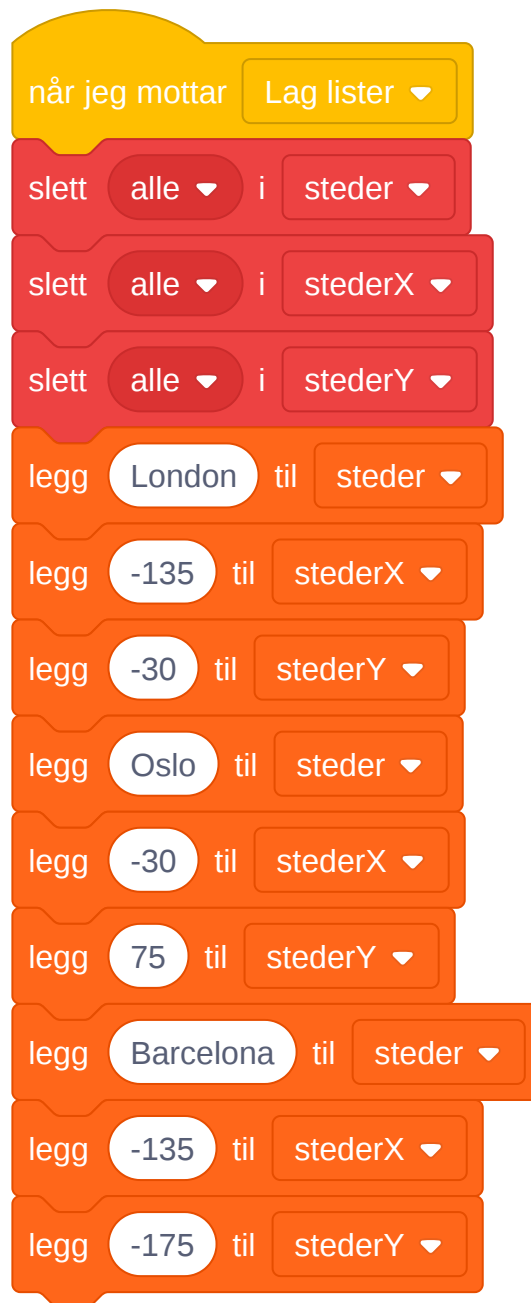 når jeg mottar Lag lister
slett alle i steder
slett alle i stederX
slett alle i stederY
legg London til steder
legg -135 til stederX
legg -30 til stederY
legg Oslo til steder
legg -30 til stederX
legg 75 til stederY
legg Barcelona til steder
legg -135 til stederX
legg -175 til stederY